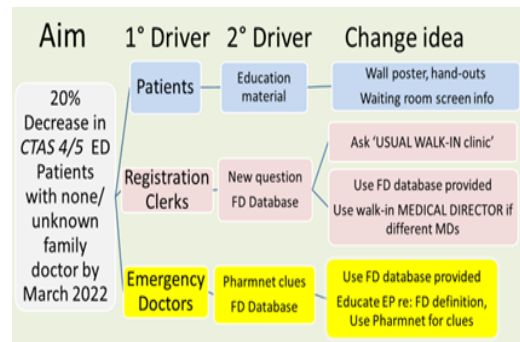 Aim 1° Driver 2° Driver Change idea
20%
Decrease in
CTAS 4/5 ED
Patients
with none/
unknown
family
doctor by
March 2022
Patients
Education
material
Wall poster, hand-outs
Waiting room screen info
Registration
Clerks
New question
FD Database
Ask ‘USUAL WALK-IN clinic’
Use FD database provided
Use walk-in MEDICAL DIRECTOR if
different MDs
Emergency
Doctors
Pharmnet clues
FD Database
Use FD database provided
Educate EP re: FD definition,
Use Pharmnet for clues